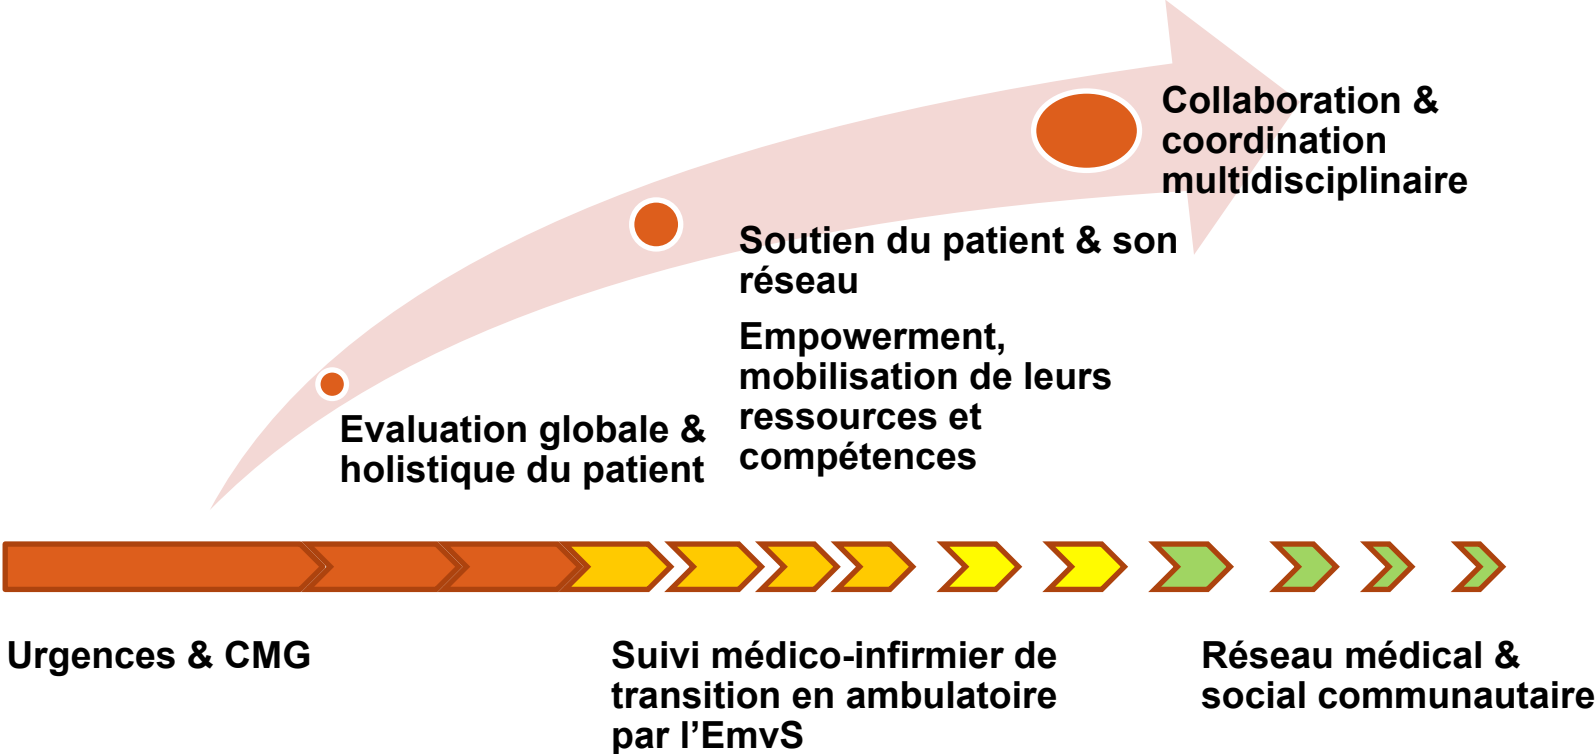 Collaboration &
coordination
multidisciplinaire
Soutien du patient & son
réseau
Empowerment,
mobilisation de leurs
ressources et
compétences
Evaluation globale &
holistique du patient
Urgences & CMG
Suivi médico-infirmier de
transition en ambulatoire
par l’EmvS
Réseau médical &
social communautaire